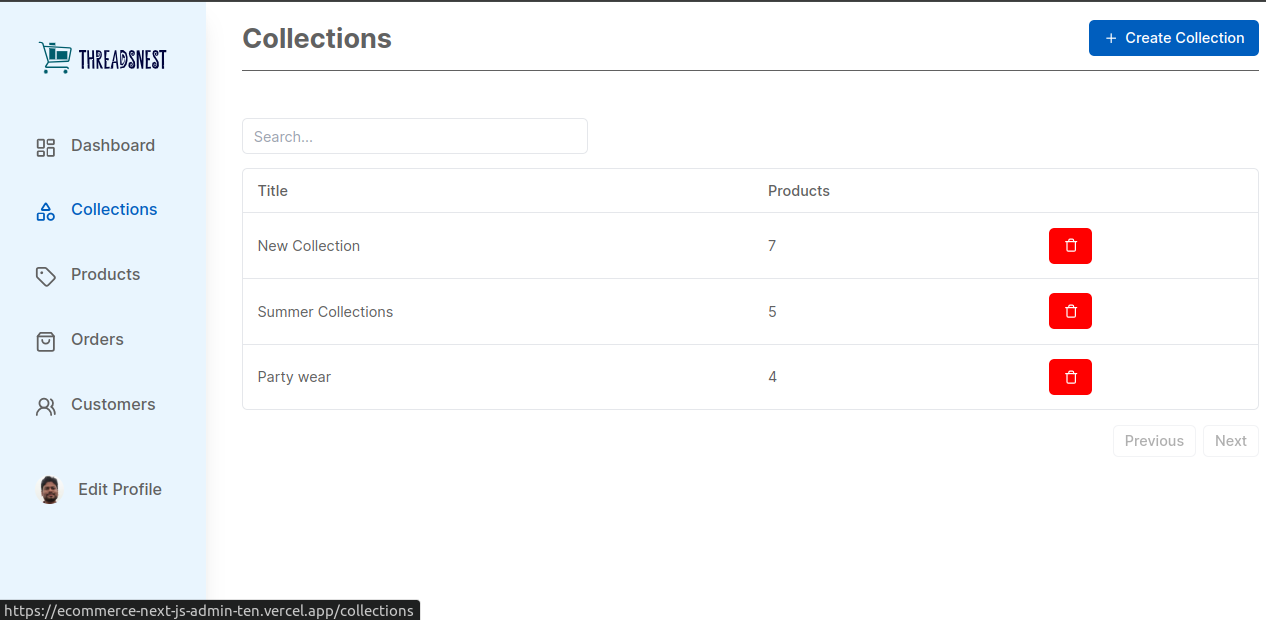 THREADSNEST
Dashboard
Collections
Products
Orders
Customers
Edit Profile
Collections
+ Create Collection
Search...
Title Products
New Collection 7
Summer Collections 5
Party wear 4
Previous Next
https://ecommerce-next-js-admin-ten.vercel.app/collections